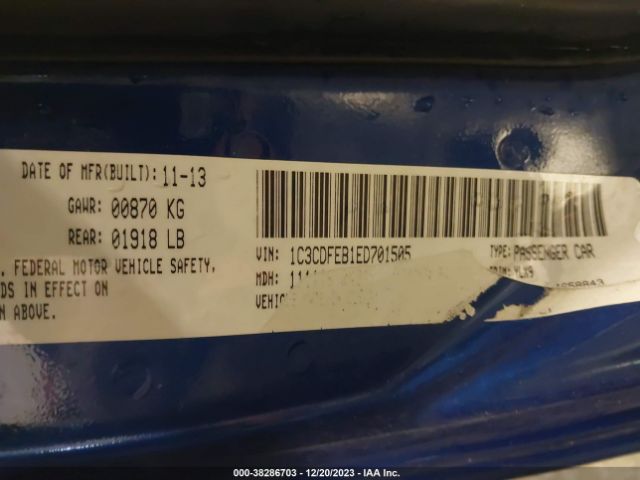 DATE OF MFR(BUILT): 11-13
GAWR: 00870 KG
REAR: 01918 LB
. FEDERAL MOTOR VEHICLE SAFETY,
DS IN EFFECT ON
N ABOVE.
VIN: 1C3CDFEB1ED701505
TYPE: PASSENGER CAR
MDH:
VEHIC
000-38286703 - 12/20/2023 - IAA Inc.